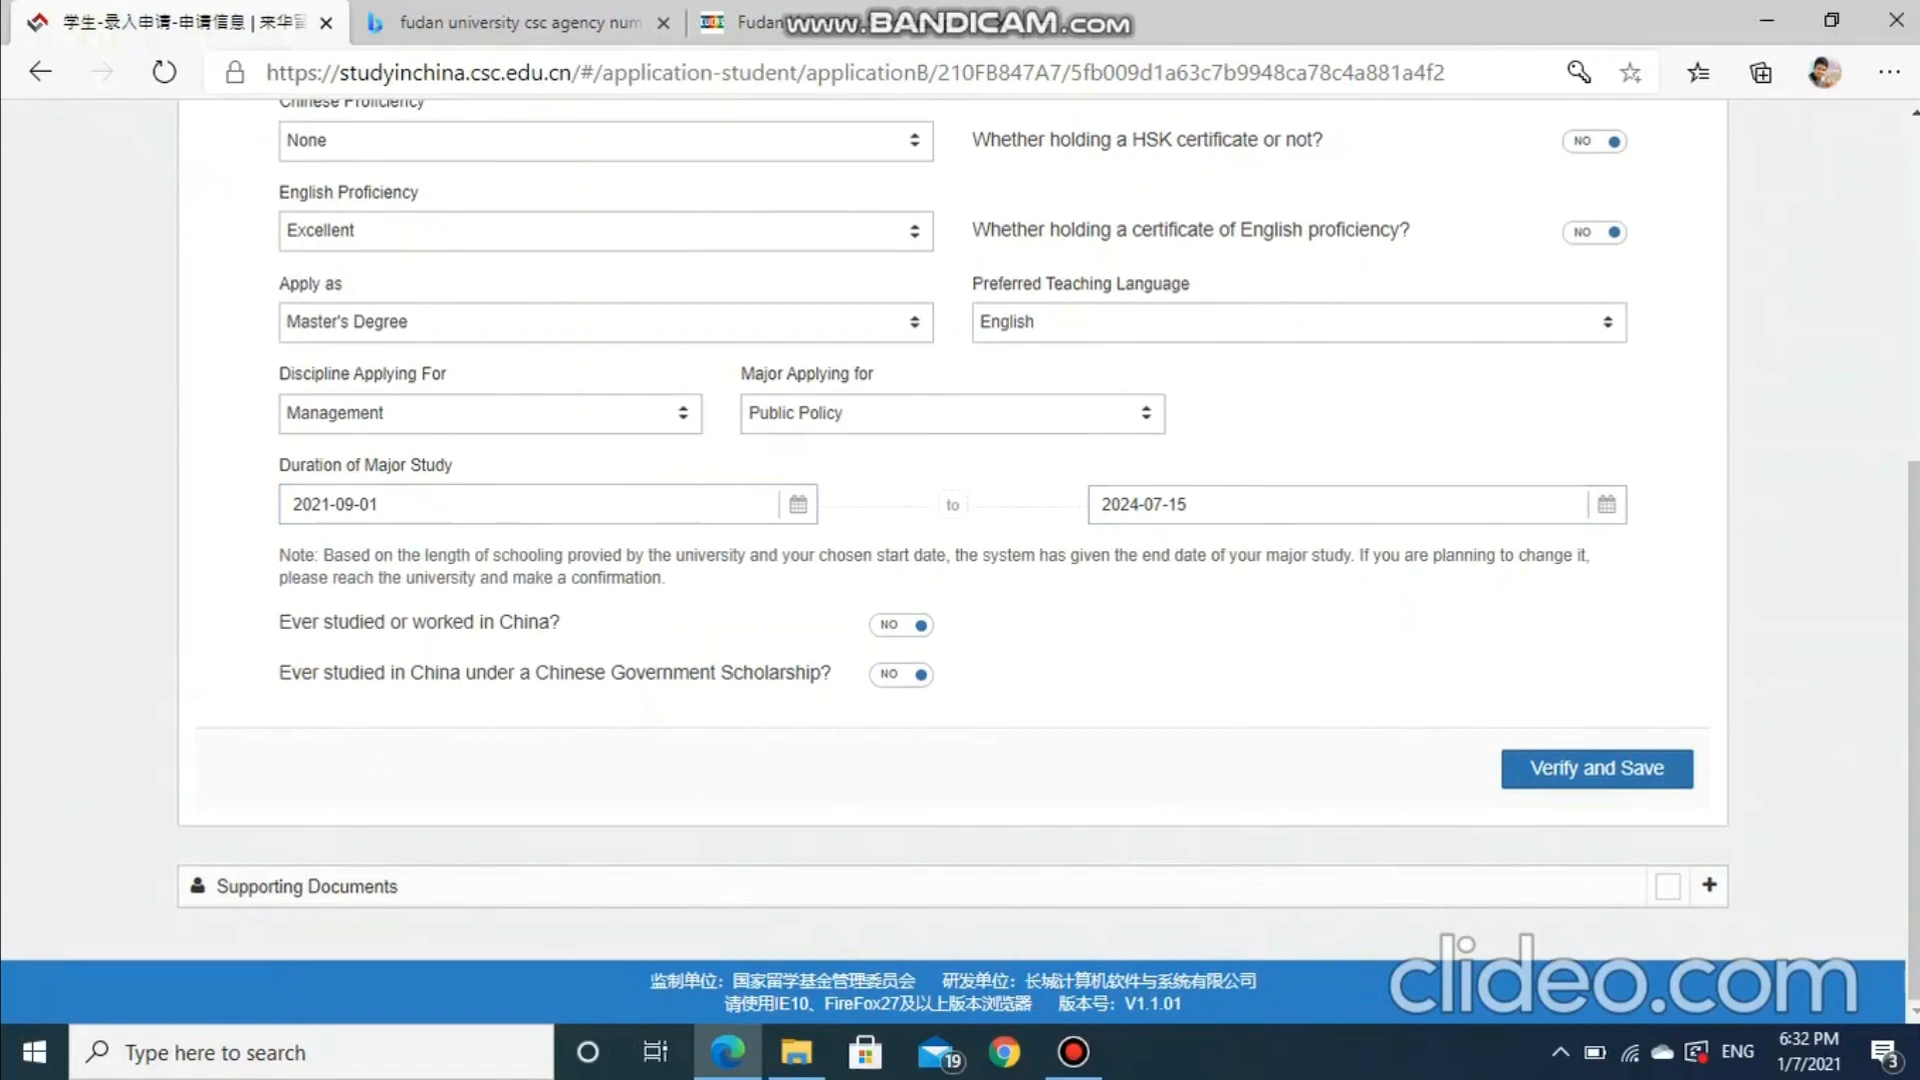 学生-录入申请-申请信息 | 来华留
fudan university csc agency num
Fudan
www.BANDICAM.com
https://studyinchina.csc.edu.cn/#/application-student/applicationB/210FB847A7/5fb009d1a63c7b9948ca78c4a881a4f2
Chinese Proficiency
None
Whether holding a HSK certificate or not?
NO
English Proficiency
Excellent
Whether holding a certificate of English proficiency?
NO
Apply as
Preferred Teaching Language
Master's Degree
English
Discipline Applying For
Major Applying for
Management
Public Policy
Duration of Major Study
2021-09-01
to
2024-07-15
Note: Based on the length of schooling provied by the university and your chosen start date, the system has given the end date of your major study. If you are planning to change it,
please reach the university and make a confirmation.
Ever studied or worked in China?
NO
Ever studied in China under a Chinese Government Scholarship?
NO
Verify and Save
Supporting Documents
监制单位：国家留学基金管理委员会 研发单位：长城计算机软件与系统有限公司
请使用IE10、FireFox27及以上版本浏览器 版本号：V1.1.01
clideo.com
Type here to search
19
ENG
6:32 PM
1/7/2021
3